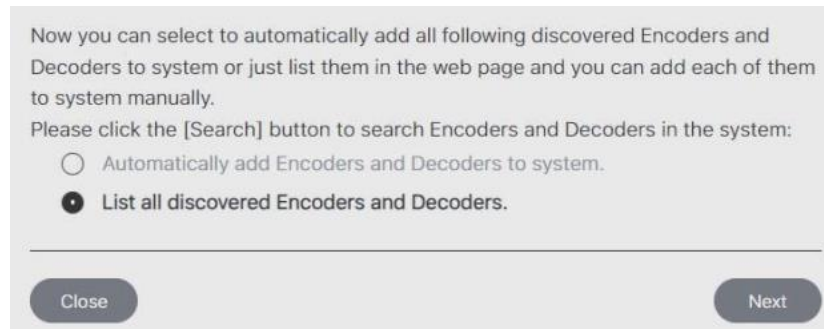 Now you can select to automatically add all following discovered Encoders and
Decoders to system or just list them in the web page and you can add each of them
to system manually.
Please click the [Search] button to search Encoders and Decoders in the system:
Automatically add Encoders and Decoders to system.
List all discovered Encoders and Decoders.
Close
Next